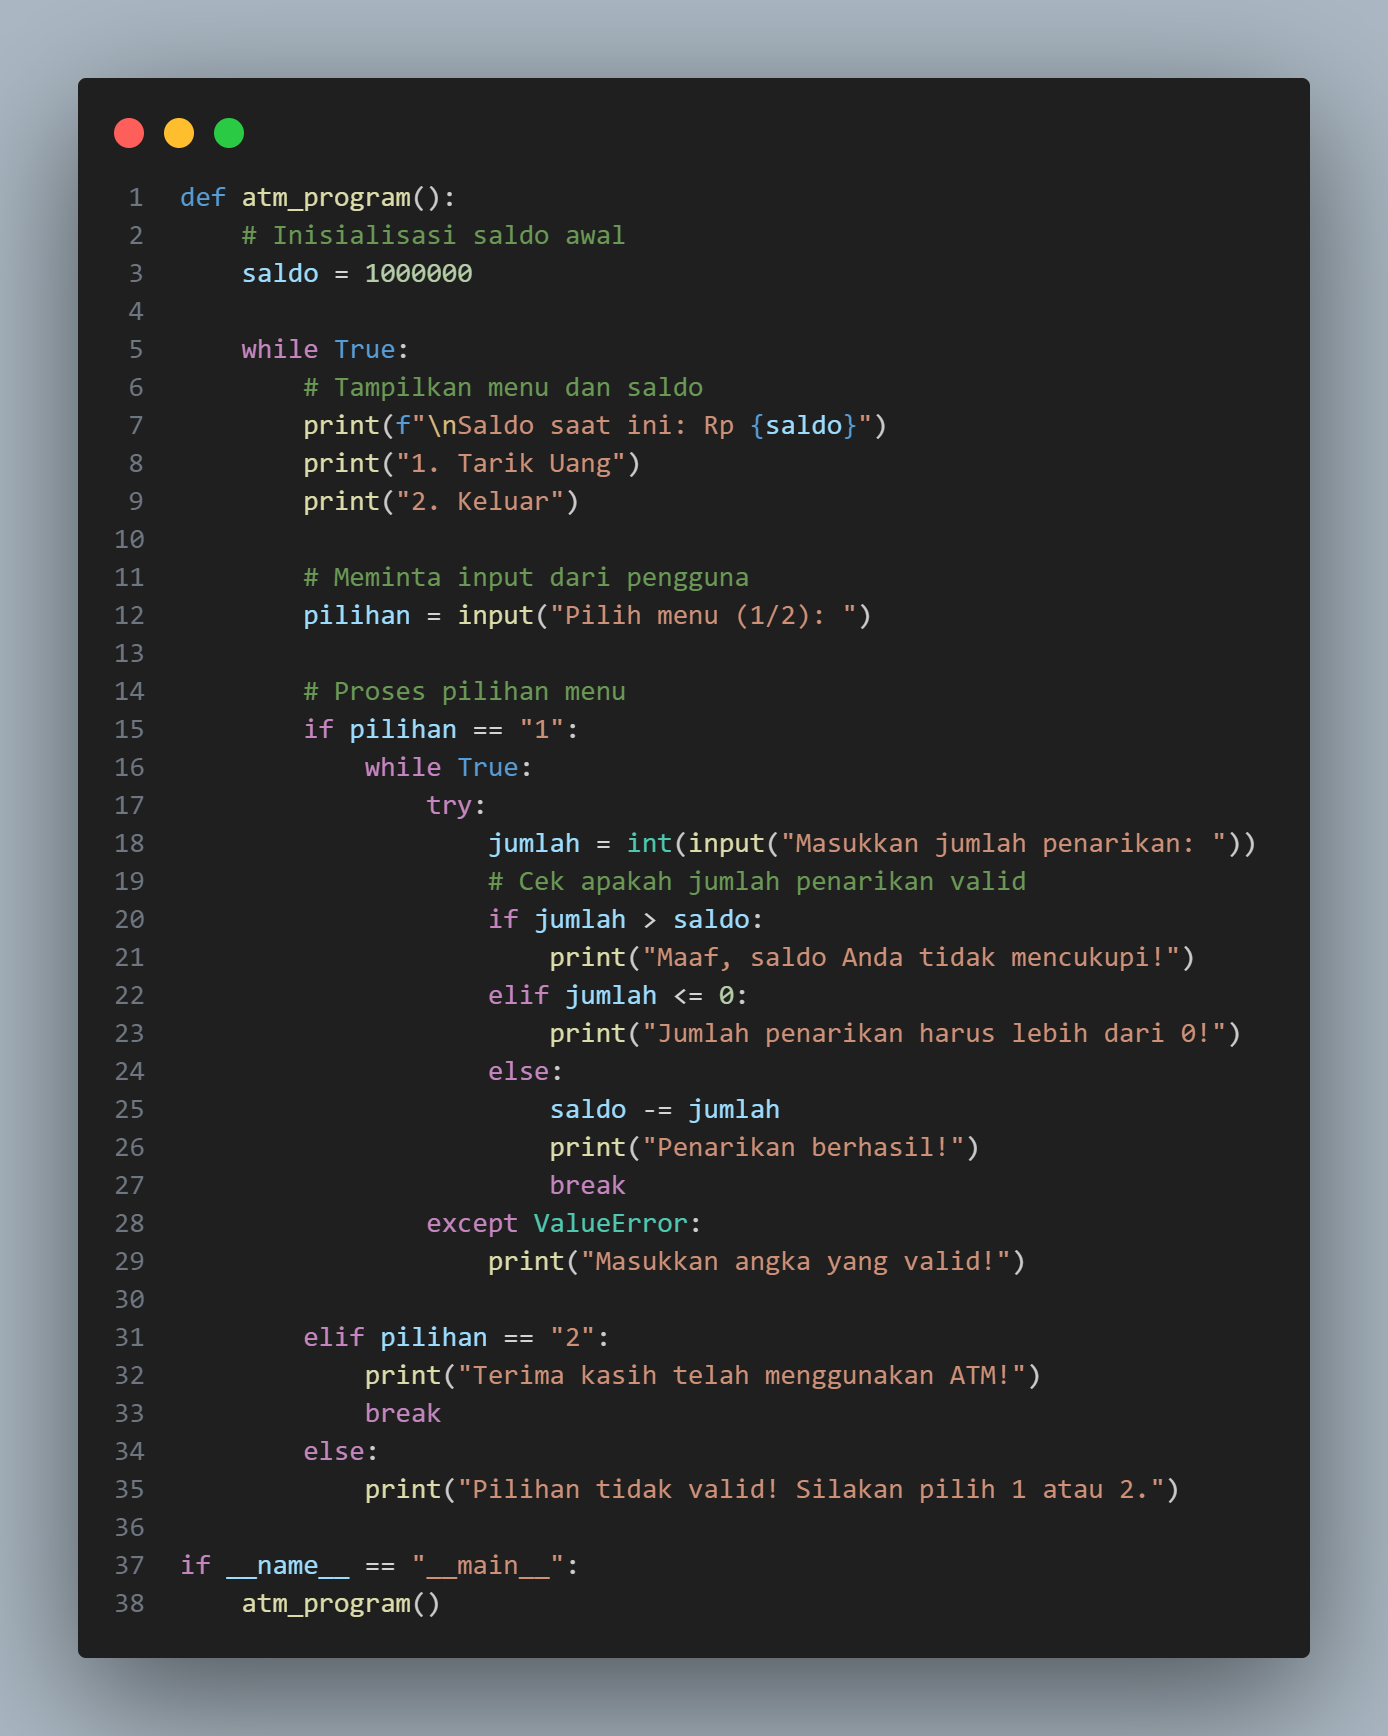 1 def atm_program():
2     # Inisialisasi saldo awal
3     saldo = 1000000
4
5     while True:
6         # Tampilkan menu dan saldo
7         print(f"\nSaldo saat ini: Rp {saldo}")
8         print("1. Tarik Uang")
9         print("2. Keluar")
10
11         # Meminta input dari pengguna
12         pilihan = input("Pilih menu (1/2): ")
13
14         # Proses pilihan menu
15         if pilihan == "1":
16             while True:
17                 try:
18                     jumlah = int(input("Masukkan jumlah penarikan: "))
19                     # Cek apakah jumlah penarikan valid
20                     if jumlah > saldo:
21                         print("Maaf, saldo Anda tidak mencukupi!")
22                     elif jumlah <= 0:
23                         print("Jumlah penarikan harus lebih dari 0!")
24                     else:
25                         saldo -= jumlah
26                         print("Penarikan berhasil!")
27                         break
28                 except ValueError:
29                     print("Masukkan angka yang valid!")
30
31         elif pilihan == "2":
32             print("Terima kasih telah menggunakan ATM!")
33             break
34         else:
35             print("Pilihan tidak valid! Silakan pilih 1 atau 2.")
36
37 if __name__ == "__main__":
38     atm_program()